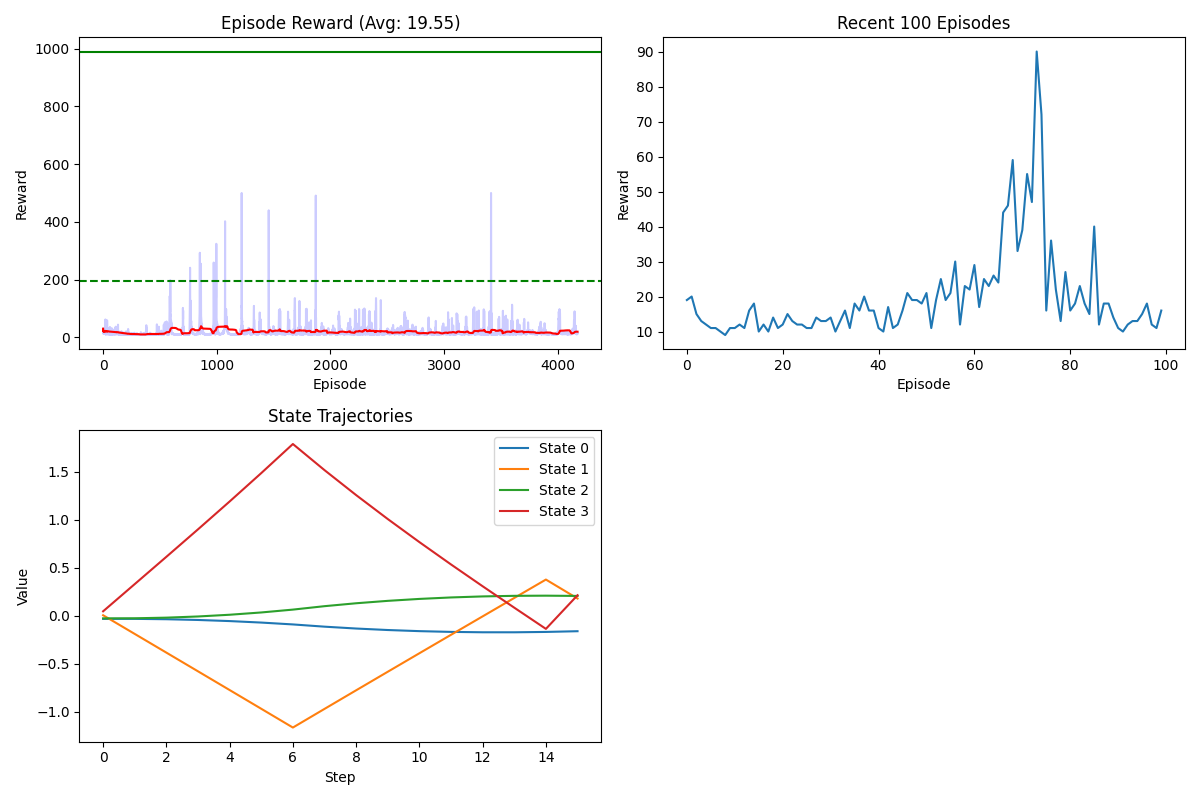 Episode Reward (Avg: 19.55)
1000
800
600
400
200
0
Reward
0 1000 2000 3000 4000
Episode
Recent 100 Episodes
90
80
70
60
50
40
30
20
10
Reward
0 20 40 60 80 100
Episode
State Trajectories
State 0
State 1
State 2
State 3
1.5
1.0
0.5
0.0
−0.5
−1.0
Value
0 2 4 6 8 10 12 14
Step